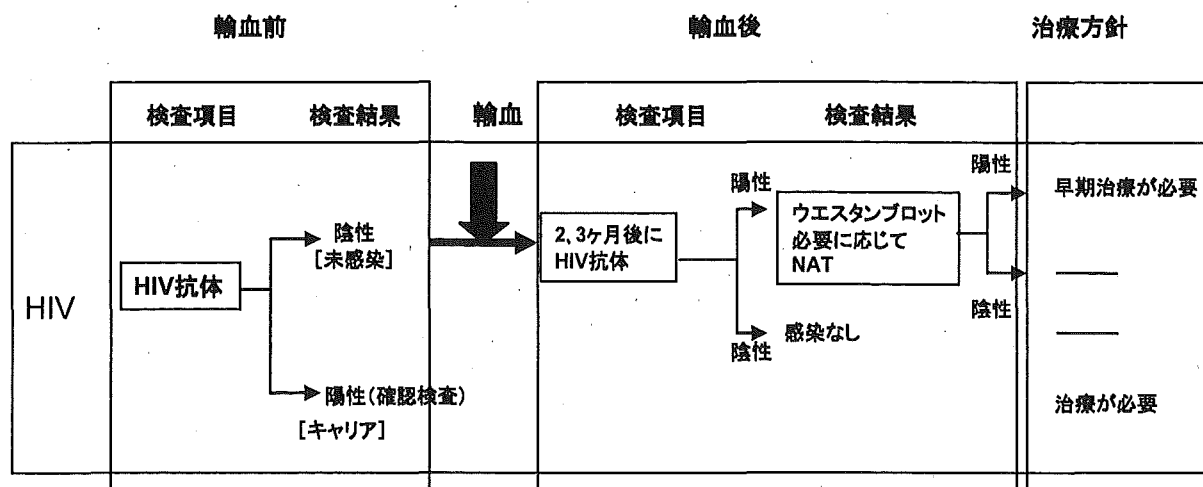 輸血前
輸血後
治療方針
検査項目
検査結果
輸血
検査項目
検査結果
HIV
HIV抗体
陰性
[未感染]
陽性(確認検査)
[キャリア]
2, 3ヶ月後に
HIV抗体
陽性
陰性
ウエスタンブロット
必要に応じて
NAT
感染なし
陽性
陰性
早期治療が必要
治療が必要